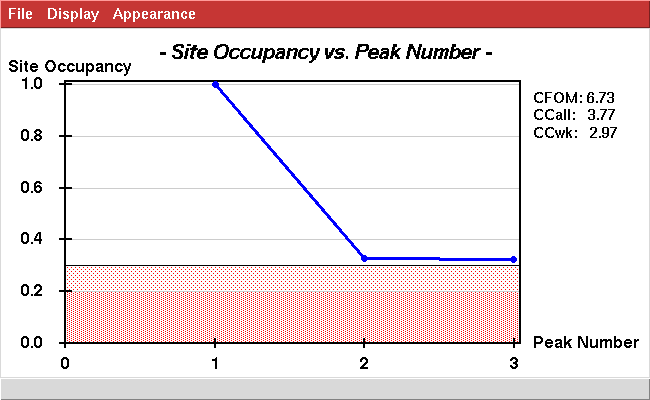 File Display Appearance
- Site Occupancy vs. Peak Number -
Site Occupancy
1.0
CFOM: 6.73
CCall: 3.77
CCwk: 2.97
0.8
0.6
0.4
0.2
0.0
Peak Number
0 1 2 3